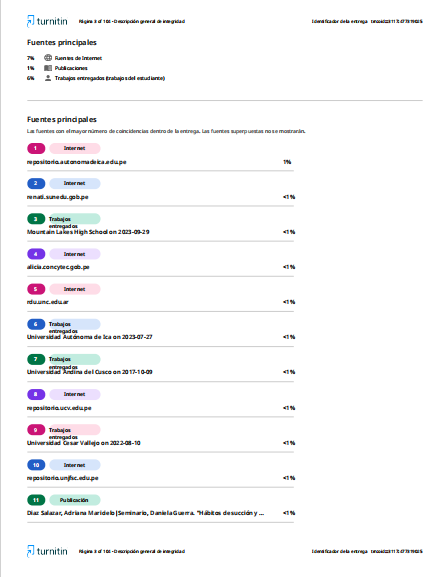 turnitin Página 3 of 104 - Descripción general de integridad Identificador de la entrega
Fuentes principales
7% Fuentes de Internet
1% Publicaciones
6% Trabajos entregados (trabajos del estudiante)
Fuentes principales
Las fuentes con el mayor número de coincidencias dentro de la entrega. Las fuentes superpuestas no se mostrarán.
1 Internet
repositorio.autonomadeica.edu.pe 1%
2 Internet
renati.sunedu.gob.pe <1%
3 Trabajos entregados
Mountain Lakes High School on 2023-09-29 <1%
4 Internet
alicia.concytec.gob.pe <1%
5 Internet
rdu.unc.edu.ar <1%
6 Trabajos entregados
Universidad Autónoma de Ica on 2023-07-27 <1%
7 Trabajos entregados
Universidad Andina del Cusco on 2017-10-09 <1%
8 Internet
repositorio.ucv.edu.pe <1%
9 Trabajos entregados
Universidad Cesar Vallejo on 2022-08-10 <1%
10 Internet
repositorio.unjfsc.edu.pe <1%
11 Publicación
Diaz Salazar, Adriana Maridelo|Seminario, Daniela Guerra. "Hábitos de succión y ... <1%
turnitin Página 3 of 104 - Descripción general de integridad Identificador de la entrega